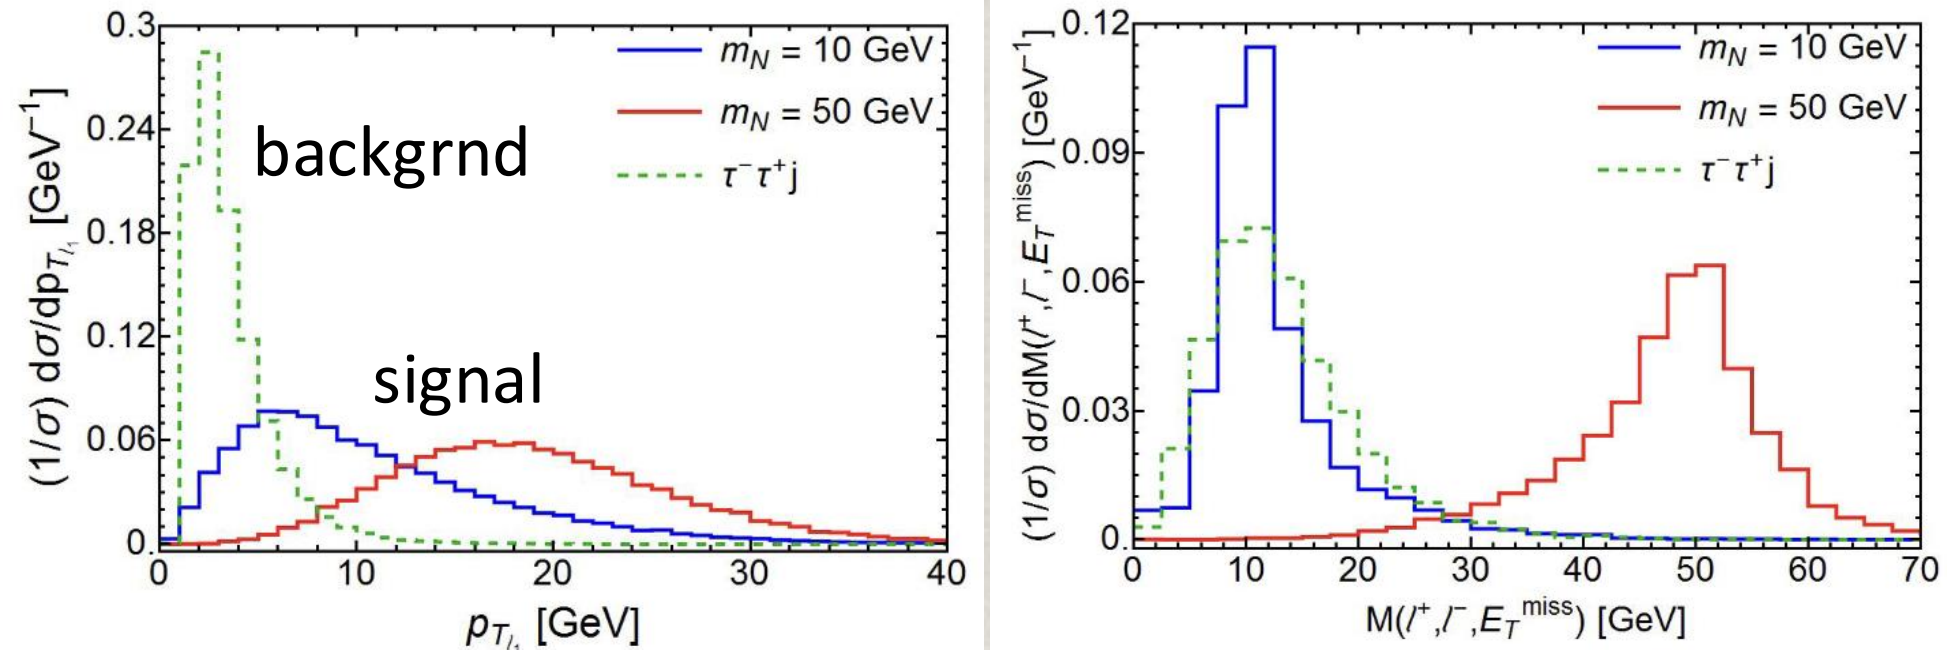 (1/σ) dσ/dp_{T_{l_1}} [GeV⁻¹]
0.3
0.24
0.18
0.12
0.06
0.
m_N = 10 GeV
m_N = 50 GeV
τ⁻τ⁺j
backgrnd
signal
0 10 20 30 40
p_{T_{l_1}} [GeV]
(1/σ) dσ/dM(l⁺,l⁻,E_T^{miss}) [GeV⁻¹]
0.12
0.09
0.06
0.03
0.
m_N = 10 GeV
m_N = 50 GeV
τ⁻τ⁺j
0 10 20 30 40 50 60 70
M(l⁺,l⁻,E_T^{miss}) [GeV]